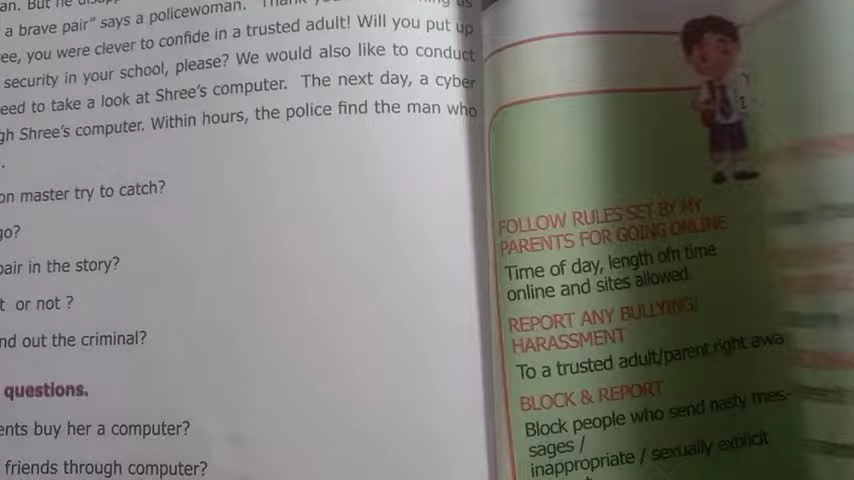 an. But he
a brave pair" says a policewoman.
ee, you were clever to confide in a trusted adult! Will you put up
security in your school, please? We would also like to conduct
eed to take a look at Shree's computer. The next day, a cyber
gh Shree's computer. Within hours, the police find the man who
.
on master try to catch?
go?
pair in the story?
t or not ?
nd out the criminal?
questions.
ents buy her a computer?
friends through computer?
FOLLOW RULES SET BY MY
PARENTS FOR GOING ONLINE
Time of day, length ofn time
online and sites allowed
REPORT ANY BULLYING/
HARASSMENT
To a trusted adult/parent right awa
BLOCK & REPORT
Block people who send nasty mes-
sages /
inappropriate / sexually explicit